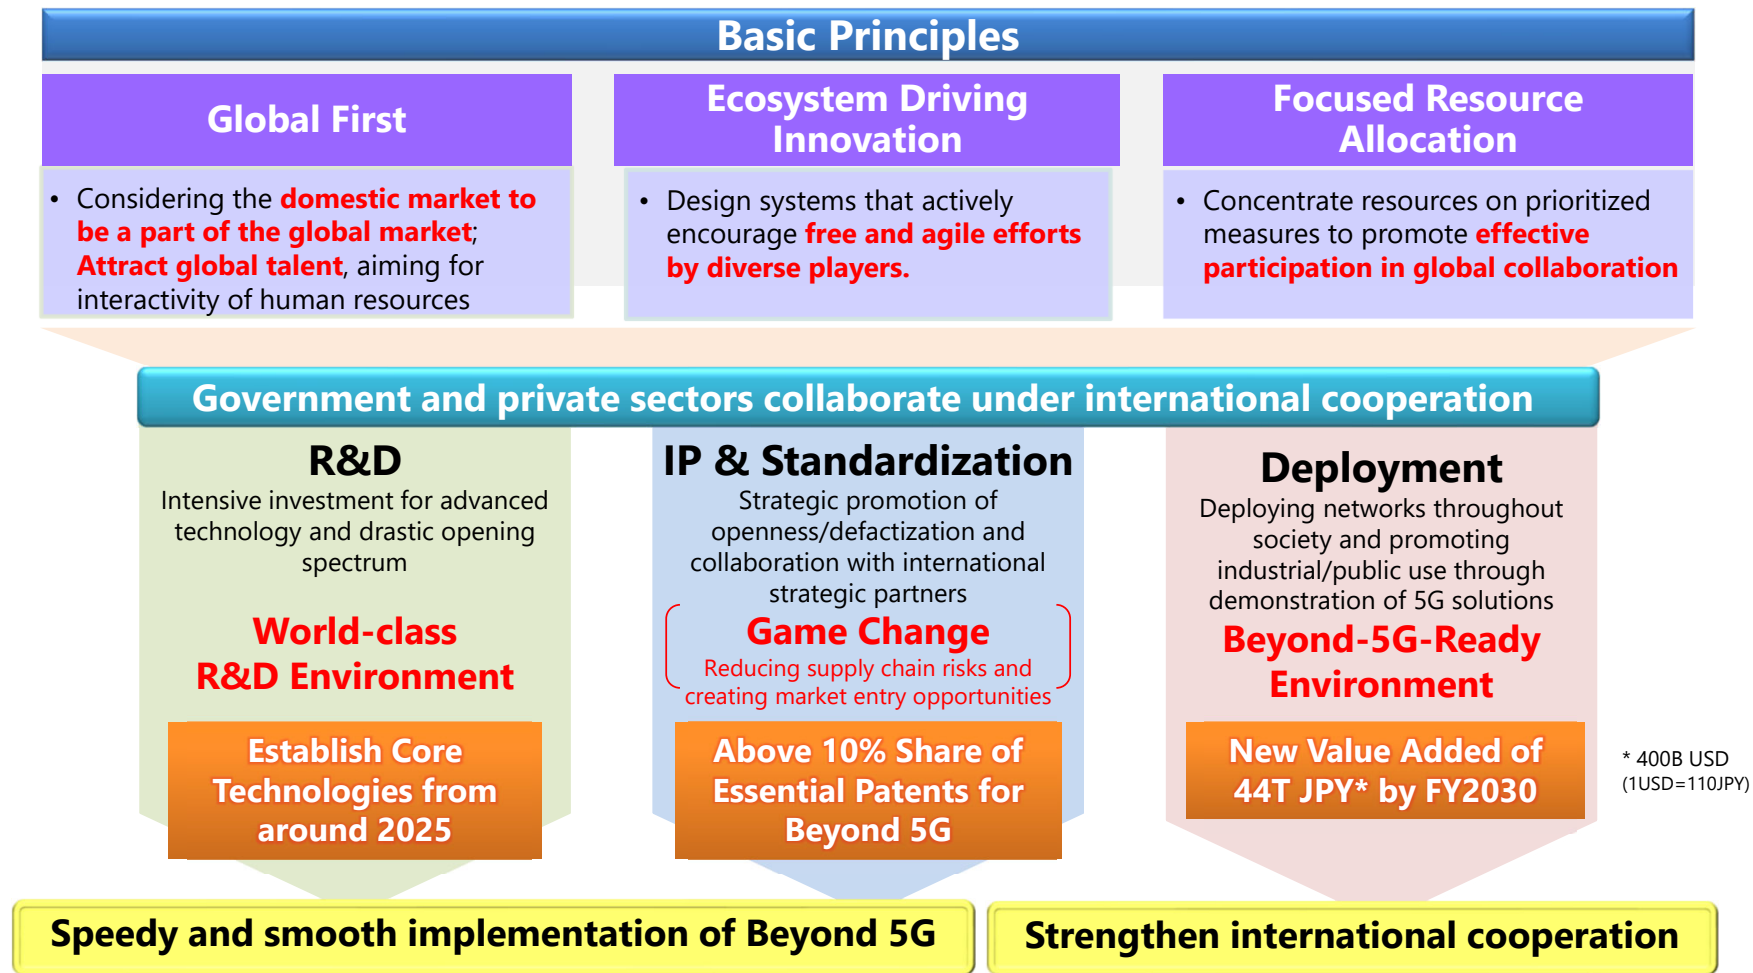 Basic Principles
Global First
• Considering the domestic market to
be a part of the global market;
Attract global talent, aiming for
interactivity of human resources
Ecosystem Driving
Innovation
• Design systems that actively
encourage free and agile efforts
by diverse players.
Focused Resource
Allocation
• Concentrate resources on prioritized
measures to promote effective
participation in global collaboration
Government and private sectors collaborate under international cooperation
R&D
Intensive investment for advanced
technology and drastic opening
spectrum
World-class
R&D Environment
Establish Core
Technologies from
around 2025
IP & Standardization
Strategic promotion of
openness/defactization and
collaboration with international
strategic partners
Game Change
Reducing supply chain risks and
creating market entry opportunities
Above 10% Share of
Essential Patents for
Beyond 5G
Deployment
Deploying networks throughout
society and promoting
industrial/public use through
demonstration of 5G solutions
Beyond-5G-Ready
Environment
New Value Added of
44T JPY* by FY2030
* 400B USD
(1USD=110JPY)
Speedy and smooth implementation of Beyond 5G
Strengthen international cooperation